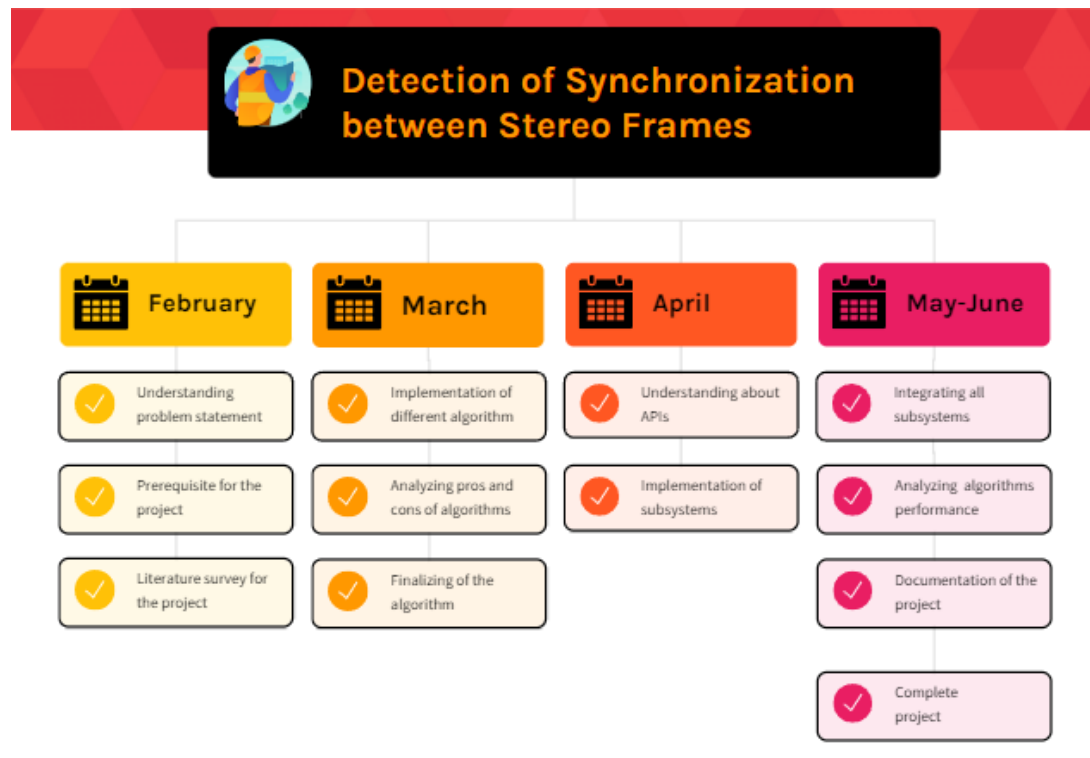 Detection of Synchronization
between Stereo Frames
February
Understanding
problem statement
Prerequisite for the
project
Literature survey for
the project
March
Implementation of
different algorithm
Analyzing pros and
cons of algorithms
Finalizing of the
algorithm
April
Understanding about
APIs
Implementation of
subsystems
May-June
Integrating all
subsystems
Analyzing algorithms
performance
Documentation of the
project
Complete
project